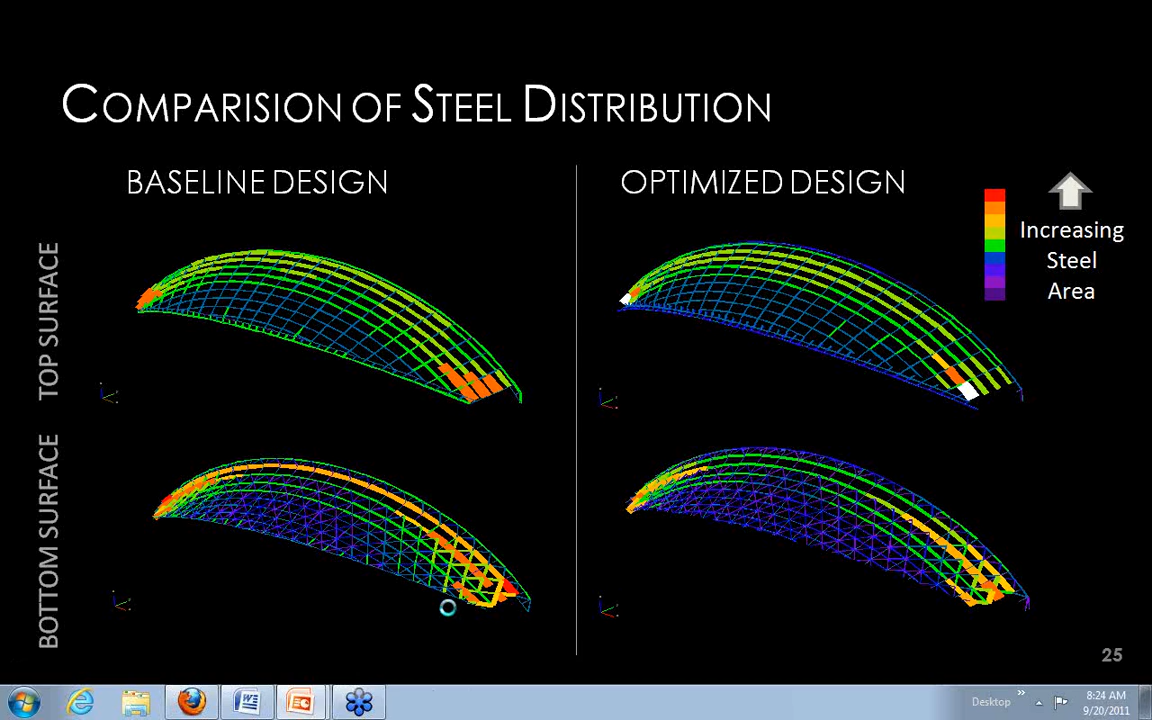 COMPARISION OF STEEL DISTRIBUTION
BASELINE DESIGN
OPTIMIZED DESIGN
Increasing
Steel
Area
TOP SURFACE
BOTTOM SURFACE
25
Desktop
8:24 AM
9/20/2011